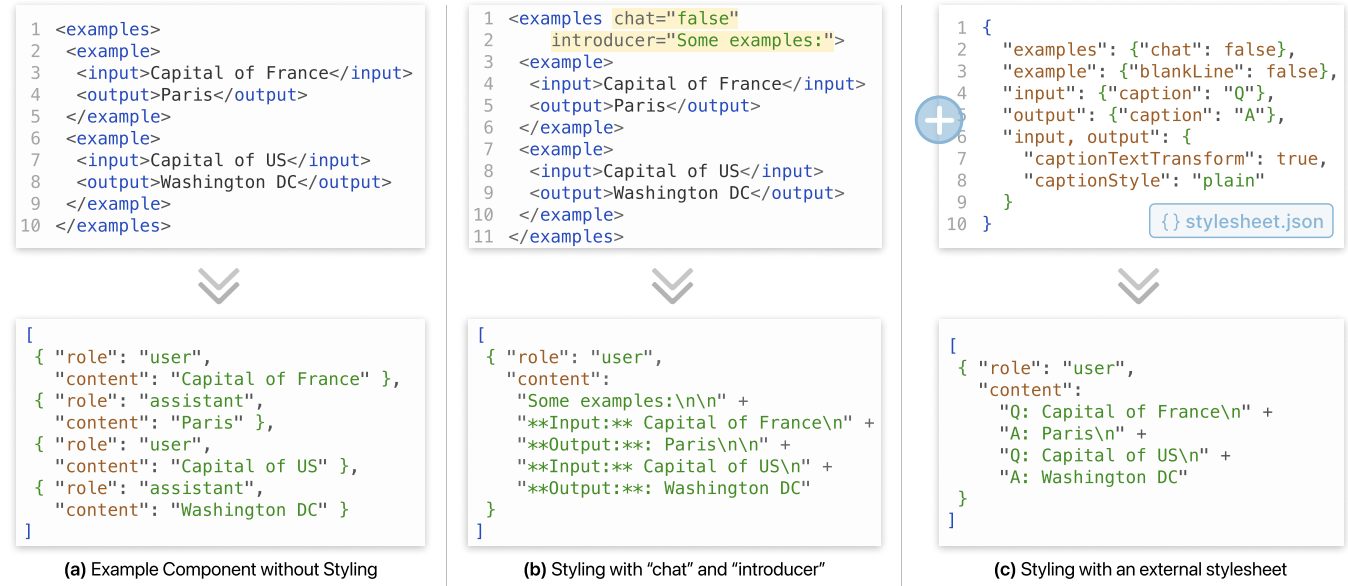 1 <examples>
2 <example>
3 <input>Capital of France</input>
4 <output>Paris</output>
5 </example>
6 <example>
7 <input>Capital of US</input>
8 <output>Washington DC</output>
9 </example>
10 </examples>
[
{ "role": "user",
"content": "Capital of France" },
{ "role": "assistant",
"content": "Paris" },
{ "role": "user",
"content": "Capital of US" },
{ "role": "assistant",
"content": "Washington DC" }
]
(a) Example Component without Styling
1 <examples chat="false"
2 introducer="Some examples:">
3 <example>
4 <input>Capital of France</input>
5 <output>Paris</output>
6 </example>
7 <example>
8 <input>Capital of US</input>
9 <output>Washington DC</output>
10 </example>
11 </examples>
[
{ "role": "user",
"content":
"Some examples:\n\n" +
"**Input:** Capital of France\n" +
"**Output:**: Paris\n\n" +
"**Input:** Capital of US\n" +
"**Output:**: Washington DC"
}
]
(b) Styling with “chat” and “introducer”
1 {
2 "examples": {"chat": false},
3 "example": {"blankLine": false},
4 "input": {"caption": "Q"},
5 "output": {"caption": "A"},
6 "input, output": {
7 "captionTextTransform": true,
8 "captionStyle": "plain"
9 }
10 }
{} stylesheet.json
[
{ "role": "user",
"content":
"Q: Capital of France\n" +
"A: Paris\n" +
"Q: Capital of US\n" +
"A: Washington DC"
}
]
(c) Styling with an external stylesheet